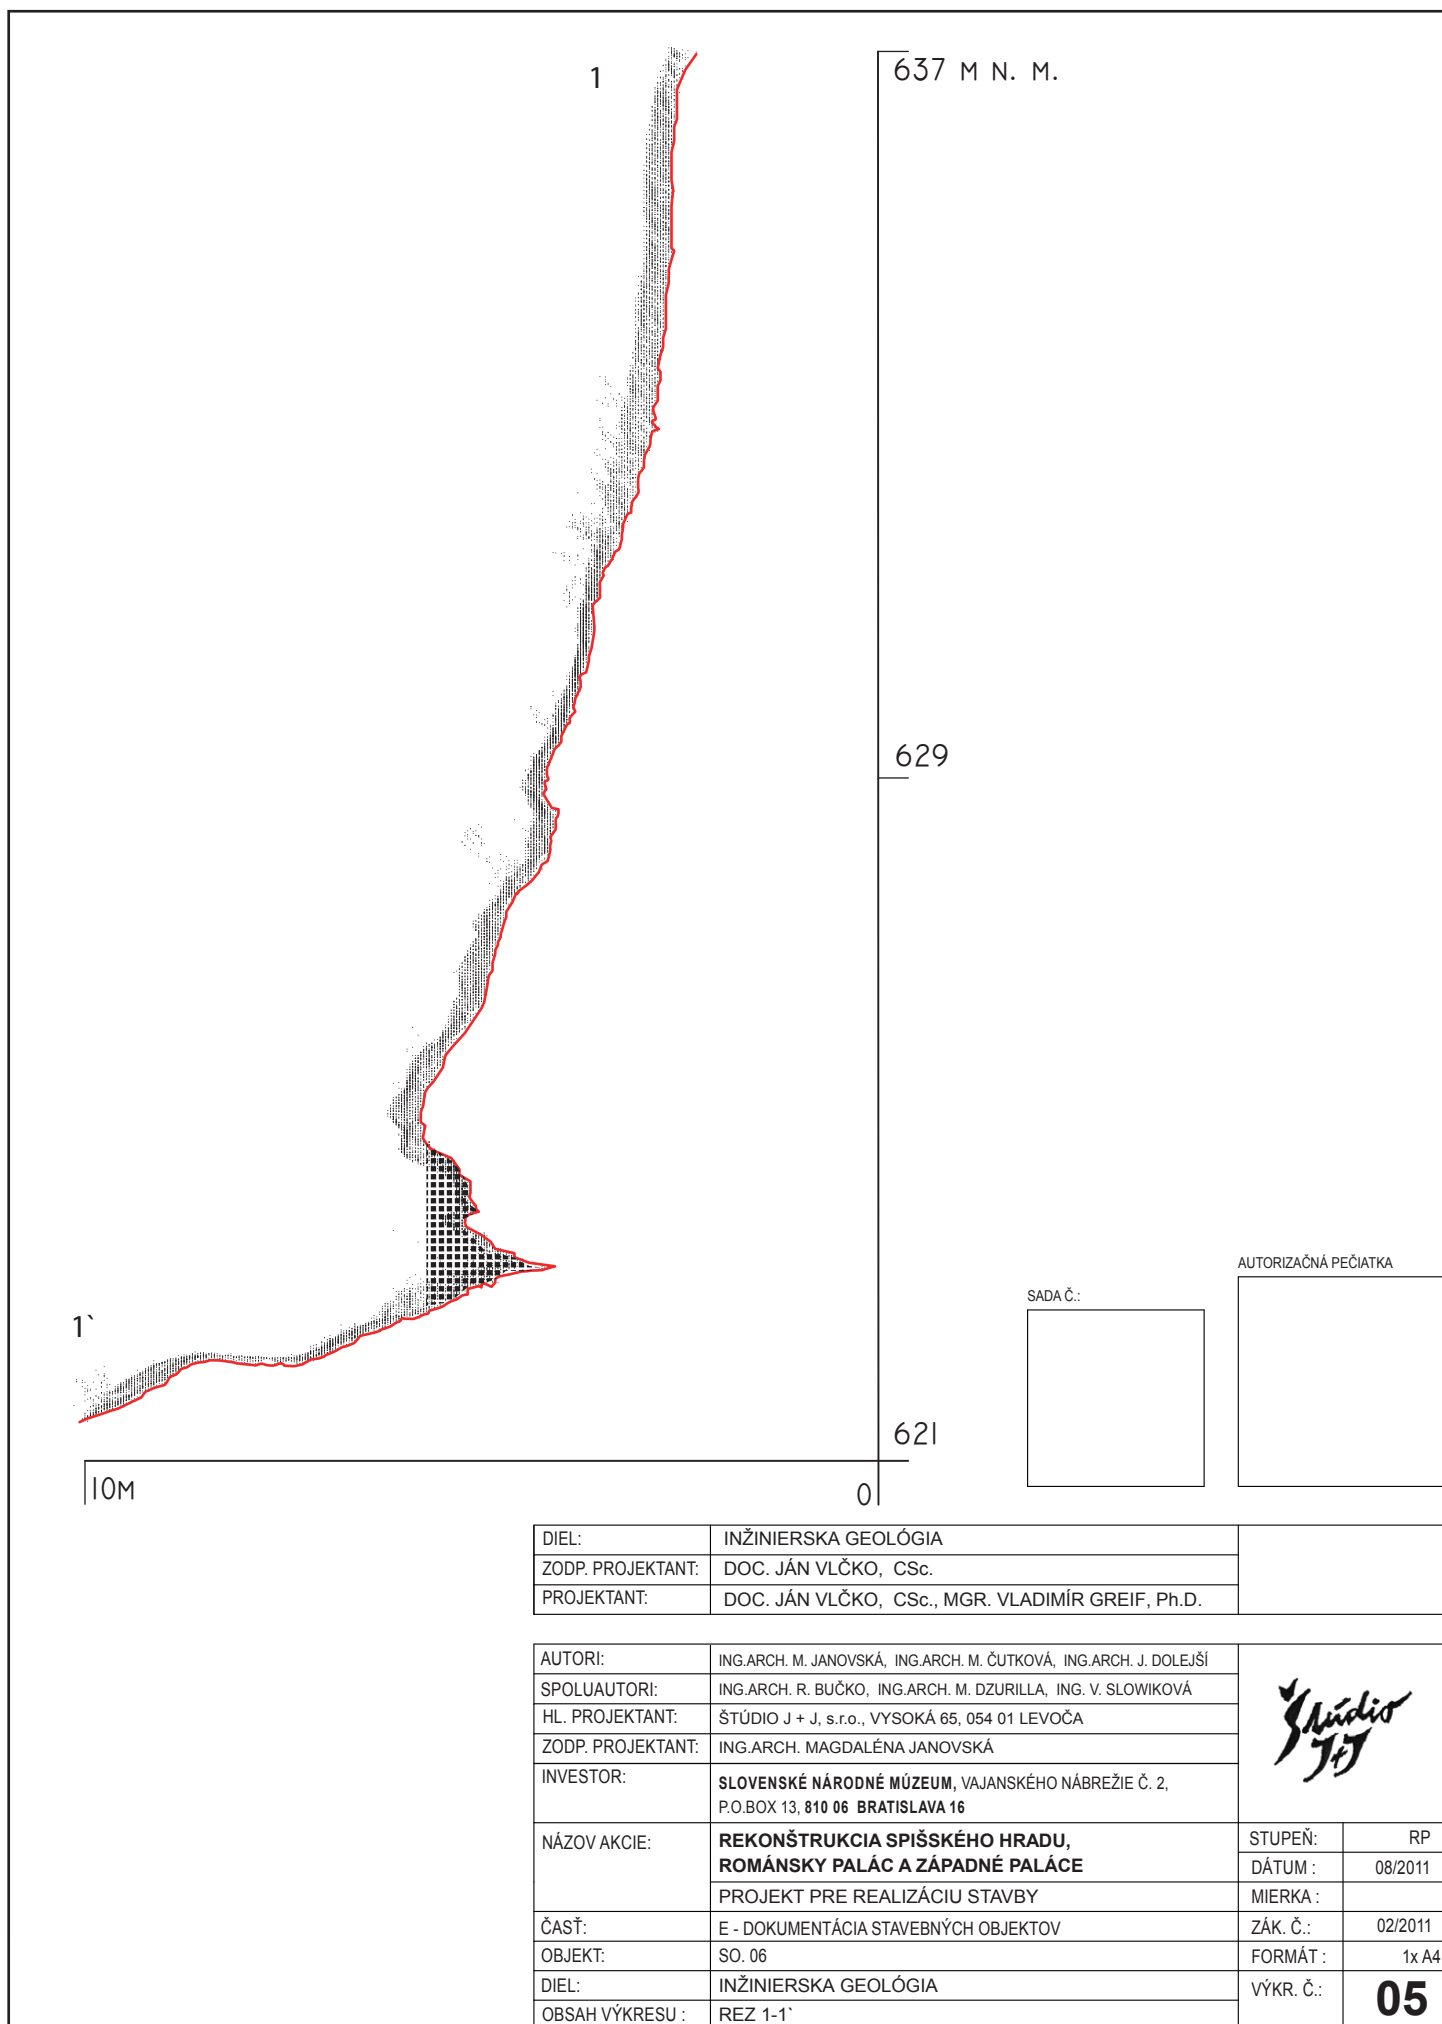 1
637 M N. M.
629
1`
621
10M
0
SADA Č.:
AUTORIZAČNÁ PEČIATKA
DIEL: INŽINIERSKA GEOLÓGIA
ZODP. PROJEKTANT: DOC. JÁN VLČKO, CSc.
PROJEKTANT: DOC. JÁN VLČKO, CSc., MGR. VLADIMÍR GREIF, Ph.D.
AUTORI: ING.ARCH. M. JANOVSKÁ, ING.ARCH. M. ČUTKOVÁ, ING.ARCH. J. DOLEJŠÍ
SPOLUAUTORI: ING.ARCH. R. BUČKO, ING.ARCH. M. DZURILLA, ING. V. SLOWIKOVÁ
HL. PROJEKTANT: ŠTÚDIO J + J, s.r.o., VYSOKÁ 65, 054 01 LEVOČA
ZODP. PROJEKTANT: ING.ARCH. MAGDALÉNA JANOVSKÁ
Štúdio
J+J
INVESTOR: SLOVENSKÉ NÁRODNÉ MÚZEUM, VAJANSKÉHO NÁBREŽIE Č. 2,
P.O.BOX 13, 810 06 BRATISLAVA 16
NÁZOV AKCIE: REKONŠTRUKCIA SPIŠSKÉHO HRADU,
ROMÁNSKY PALÁC A ZÁPADNÉ PALÁCE
PROJEKT PRE REALIZÁCIU STAVBY
STUPEŇ: RP
DÁTUM : 08/2011
MIERKA :
ČASŤ: E - DOKUMENTÁCIA STAVEBNÝCH OBJEKTOV
ZÁK. Č.: 02/2011
OBJEKT: SO. 06
FORMÁT : 1x A4
DIEL: INŽINIERSKA GEOLÓGIA
VÝKR. Č.: 05
OBSAH VÝKRESU : REZ 1-1`